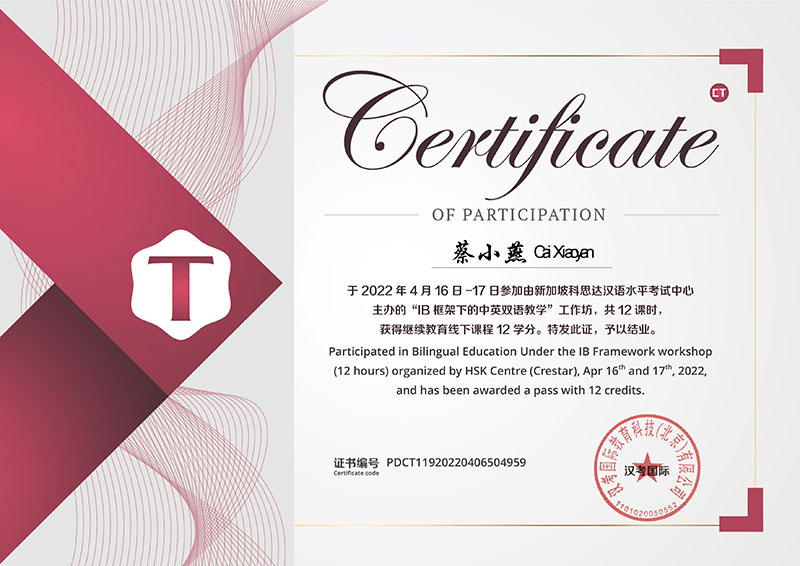 Certificate
CT
OF PARTICIPATION
蔡小燕 Cai Xiaoyan
T
于 2022 年 4 月 16 日 -17 日参加由新加坡科思达汉语水平考试中心
主办的“IB 框架下的中英双语教学”工作坊，共 12 课时，
获得继续教育线下课程 12 学分。特发此证，予以结业。
Participated in Bilingual Education Under the IB Framework workshop
(12 hours) organized by HSK Centre (Crestar), Apr 16th and 17th, 2022,
and has been awarded a pass with 12 credits.
证书编号 PDCT11920220406504959
Certificate code
汉考国际教育科技(北京)有限公司
汉考国际
1101020050552